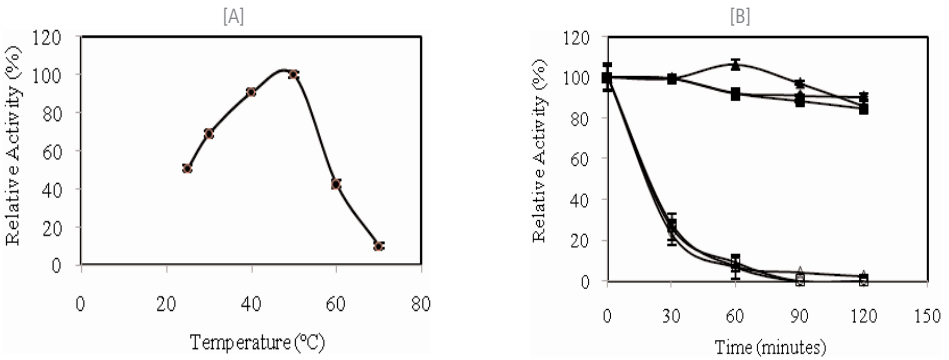 [A]
120
100
80
60
40
20
0
Relative Activity (%)
0 20 40 60 80
Temperature (ºC)
[B]
120
100
80
60
40
20
0
Relative Activity (%)
0 30 60 90 120 150
Time (minutes)